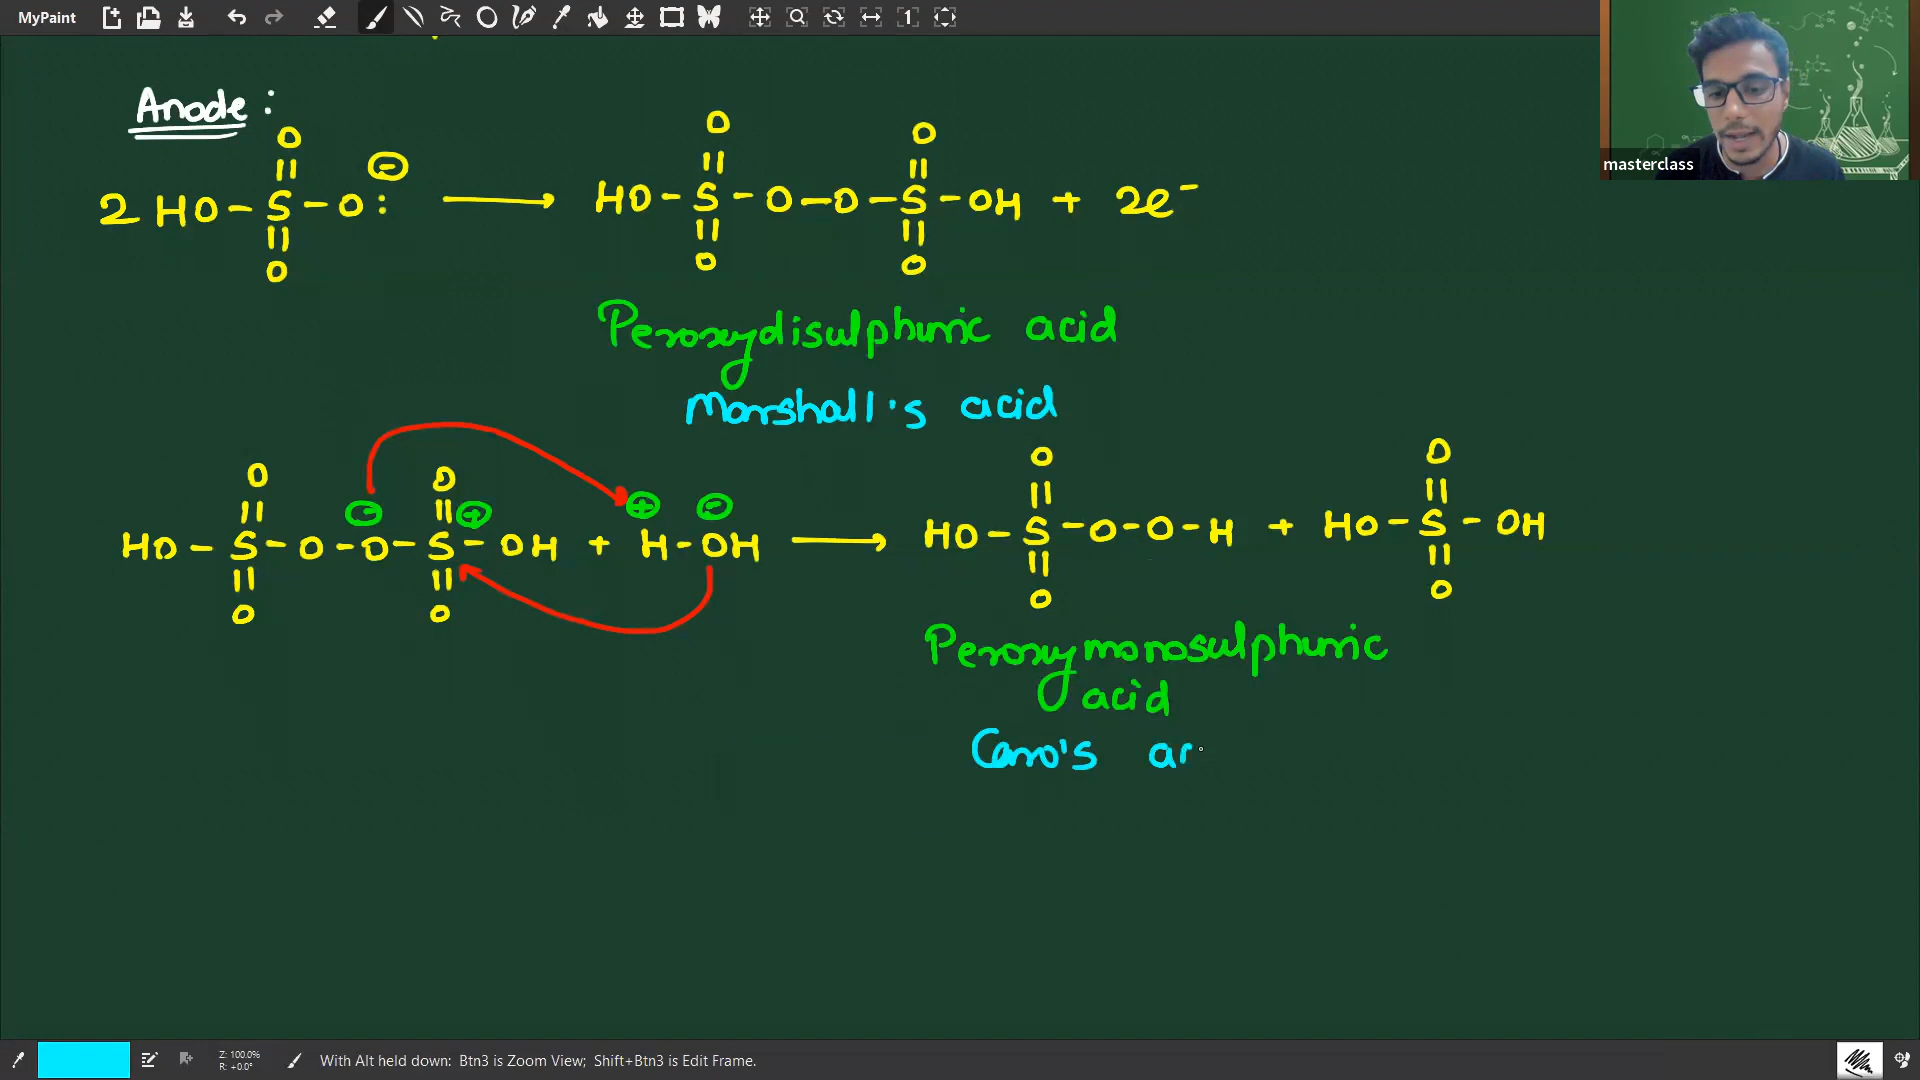 MyPaint
masterclass
Anode :
O O O
|| ⊖ || ||
2 HO - S - O : ⟶ HO - S - O - O - S - OH + 2e⁻
|| || ||
O O O
Peroxydisulphuric acid
Marshall's acid
O O O O
|| ⊖ || ⊕ ⊕ ⊖ || ||
HO - S - O - O - S - OH + H - OH ⟶ HO - S - O - O - H + HO - S - OH
|| || || ||
O O O O
Peroxymonosulphuric
acid
Caro's a
Z: 100.0%
R: +0.0°
With Alt held down: Btn3 is Zoom View; Shift+Btn3 is Edit Frame.